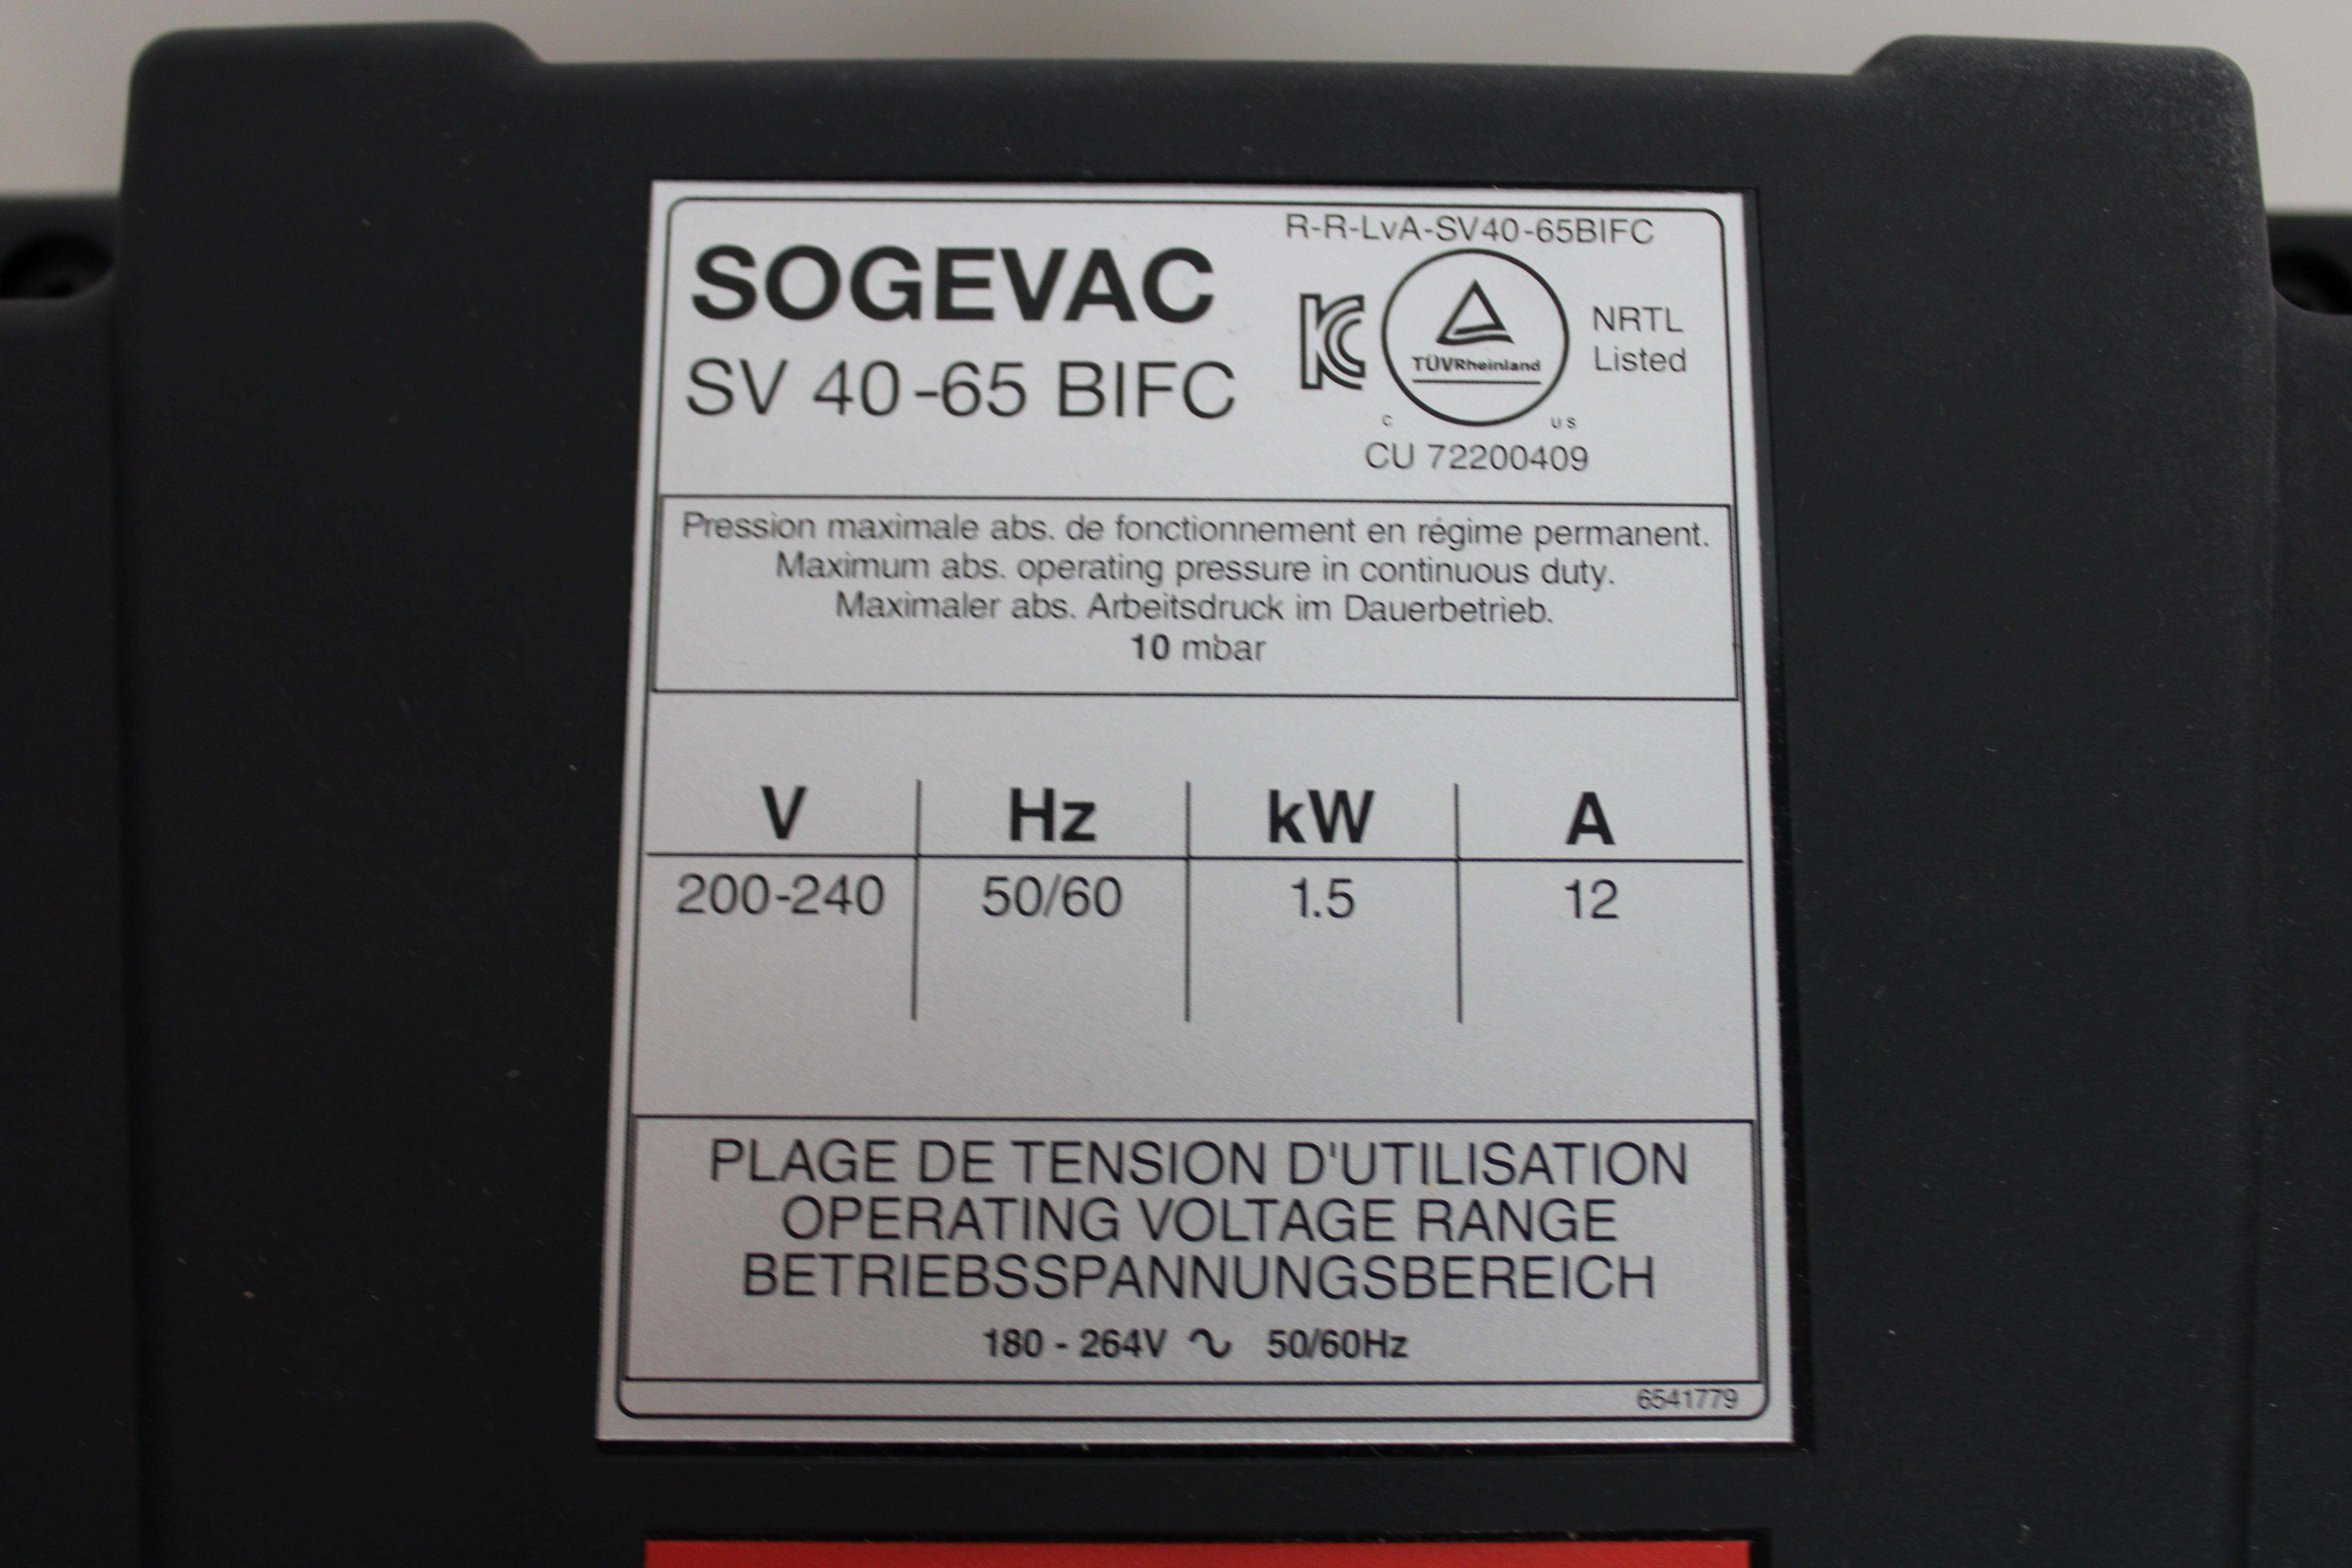 R-R-LvA-SV40-65BIFC
SOGEVAC
SV 40-65 BIFC
KC
TÜVRheinland
NRTL
Listed
C US
CU 72200409
Pression maximale abs. de fonctionnement en régime permanent.
Maximum abs. operating pressure in continuous duty.
Maximaler abs. Arbeitsdruck im Dauerbetrieb.
10 mbar
V Hz kW A
200-240 50/60 1.5 12
PLAGE DE TENSION D'UTILISATION
OPERATING VOLTAGE RANGE
BETRIEBSSPANNUNGSBEREICH
180 - 264V ∿ 50/60Hz
6541779